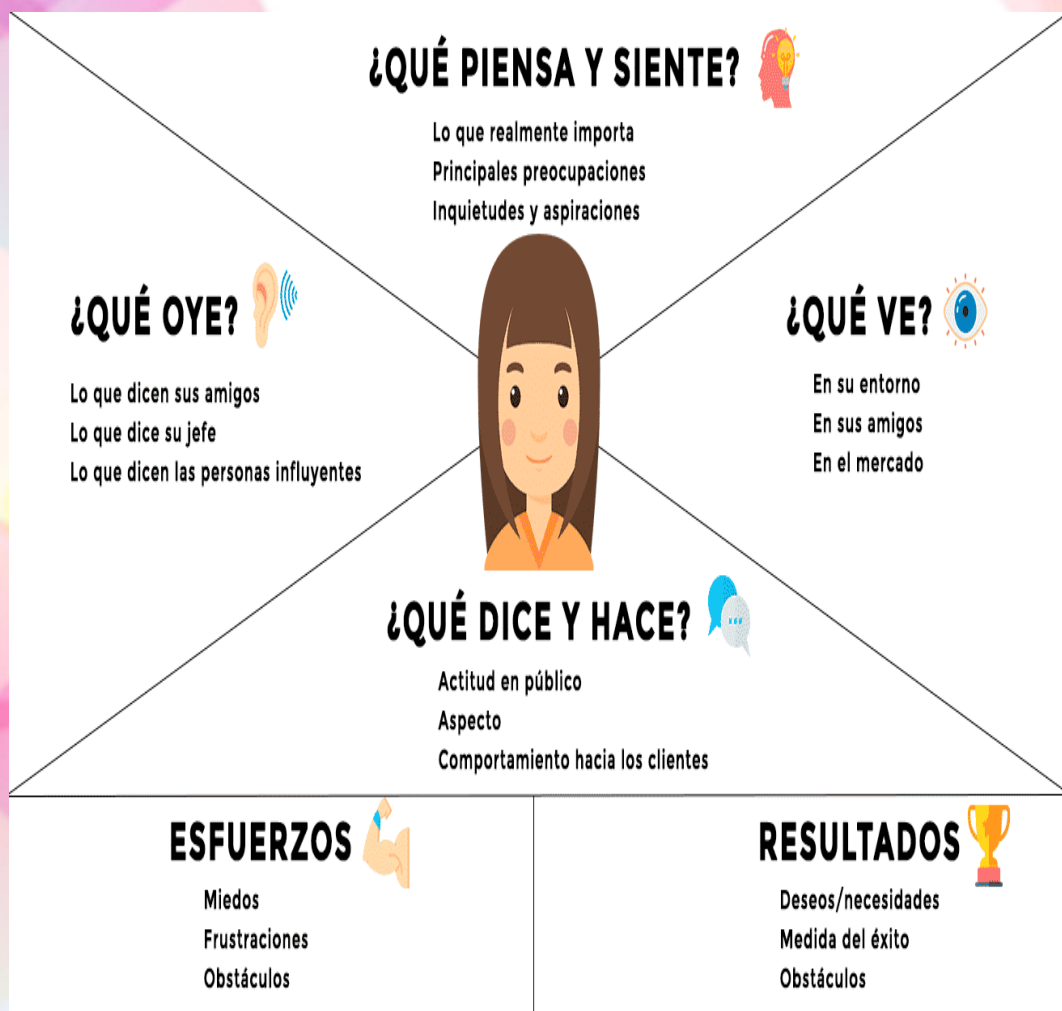 ¿QUÉ PIENSA Y SIENTE?
Lo que realmente importa
Principales preocupaciones
Inquietudes y aspiraciones
¿QUÉ OYE?
Lo que dicen sus amigos
Lo que dice su jefe
Lo que dicen las personas influyentes
¿QUÉ VE?
En su entorno
En sus amigos
En el mercado
¿QUÉ DICE Y HACE?
Actitud en público
Aspecto
Comportamiento hacia los clientes
ESFUERZOS
Miedos
Frustraciones
Obstáculos
RESULTADOS
Deseos/necesidades
Medida del éxito
Obstáculos